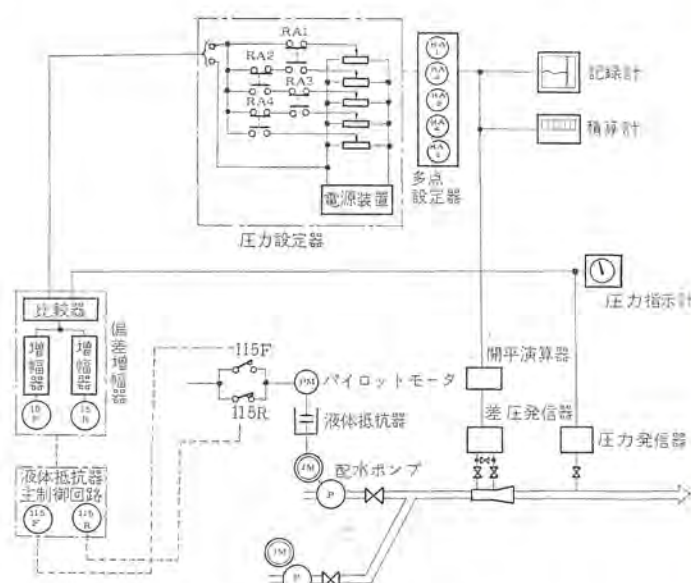 RA1
RA2
RA3
RA4
電源装置
圧力設定器
多点
設定器
記録計
積算計
圧力指示計
比較器
増幅器
増幅器
偏差増幅器
115F
115R
PM
パイロットモータ
液体抵抗器
開平演算器
差圧発信器
圧力発信器
液体抵抗器
主制御回路
115
F
115
R
IM
配水ポンプ
P
IM
P